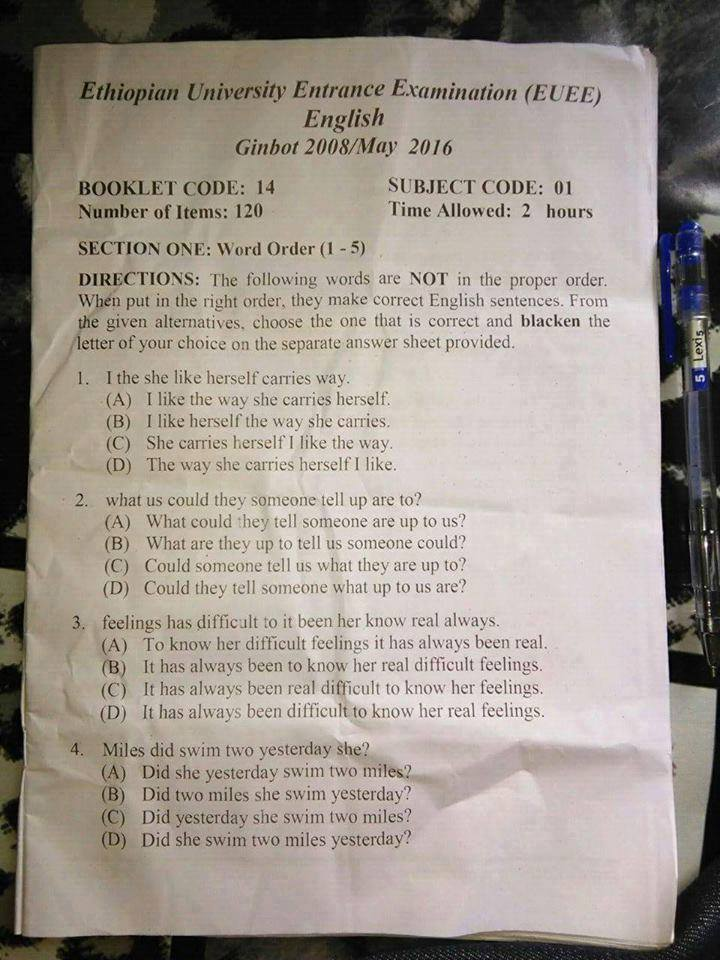 Ethiopian University Entrance Examination (EUEE)
English
Ginbot 2008/May 2016
BOOKLET CODE: 14 SUBJECT CODE: 01
Number of Items: 120 Time Allowed: 2 hours
SECTION ONE: Word Order (1 - 5)
DIRECTIONS: The following words are NOT in the proper order.
When put in the right order, they make correct English sentences. From
the given alternatives, choose the one that is correct and blacken the
letter of your choice on the separate answer sheet provided.
1. I the she like herself carries way.
(A) I like the way she carries herself.
(B) I like herself the way she carries.
(C) She carries herself I like the way.
(D) The way she carries herself I like.
2. what us could they someone tell up are to?
(A) What could they tell someone are up to us?
(B) What are they up to tell us someone could?
(C) Could someone tell us what they are up to?
(D) Could they tell someone what up to us are?
3. feelings has difficult to it been her know real always.
(A) To know her difficult feelings it has always been real.
(B) It has always been to know her real difficult feelings.
(C) It has always been real difficult to know her feelings.
(D) It has always been difficult to know her real feelings.
4. Miles did swim two yesterday she?
(A) Did she yesterday swim two miles?
(B) Did two miles she swim yesterday?
(C) Did yesterday she swim two miles?
(D) Did she swim two miles yesterday?
5 Lexi5